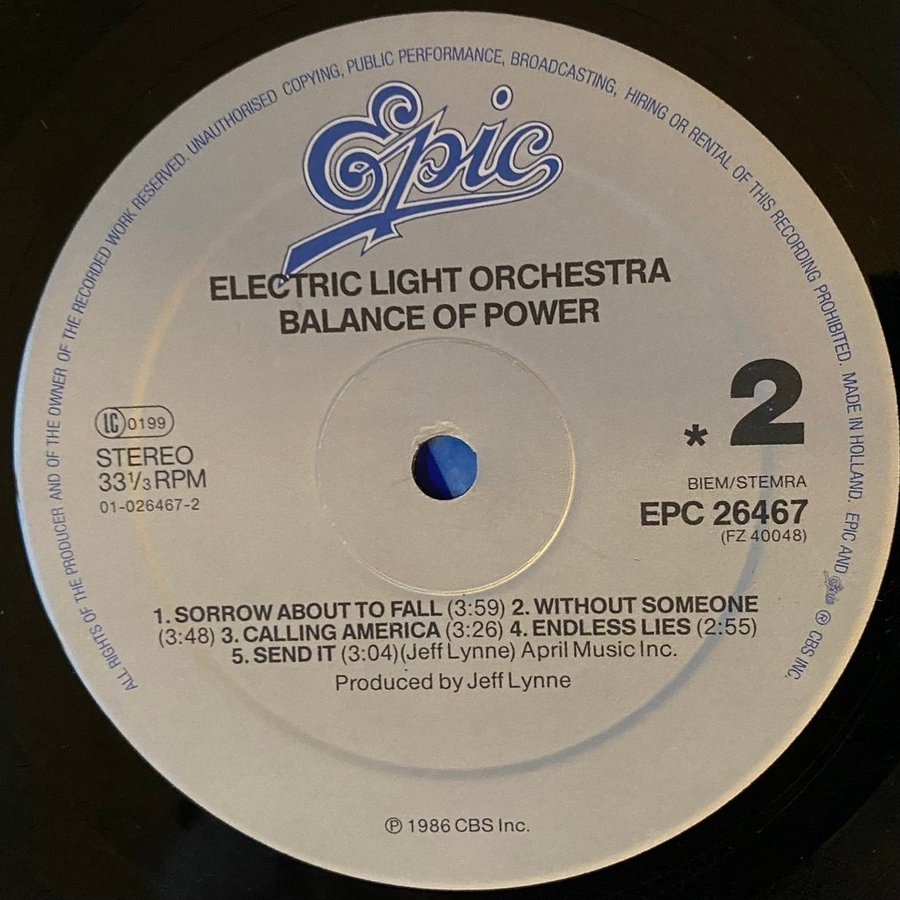 ALL RIGHTS OF THE PRODUCER AND OF THE OWNER OF THE RECORDED WORK RESERVED. UNAUTHORISED COPYING, PUBLIC PERFORMANCE, BROADCASTING, HIRING OR RENTAL OF THIS RECORDING PROHIBITED. MADE IN HOLLAND. EPIC AND Epic ® CBS INC.
Epic
ELECTRIC LIGHT ORCHESTRA
BALANCE OF POWER
LC 0199
STEREO
33⅓ RPM
01-026467-2
* 2
BIEM/STEMRA
EPC 26467
(FZ 40048)
1. SORROW ABOUT TO FALL (3:59) 2. WITHOUT SOMEONE
(3:48) 3. CALLING AMERICA (3:26) 4. ENDLESS LIES (2:55)
5. SEND IT (3:04)(Jeff Lynne) April Music Inc.
Produced by Jeff Lynne
℗ 1986 CBS Inc.